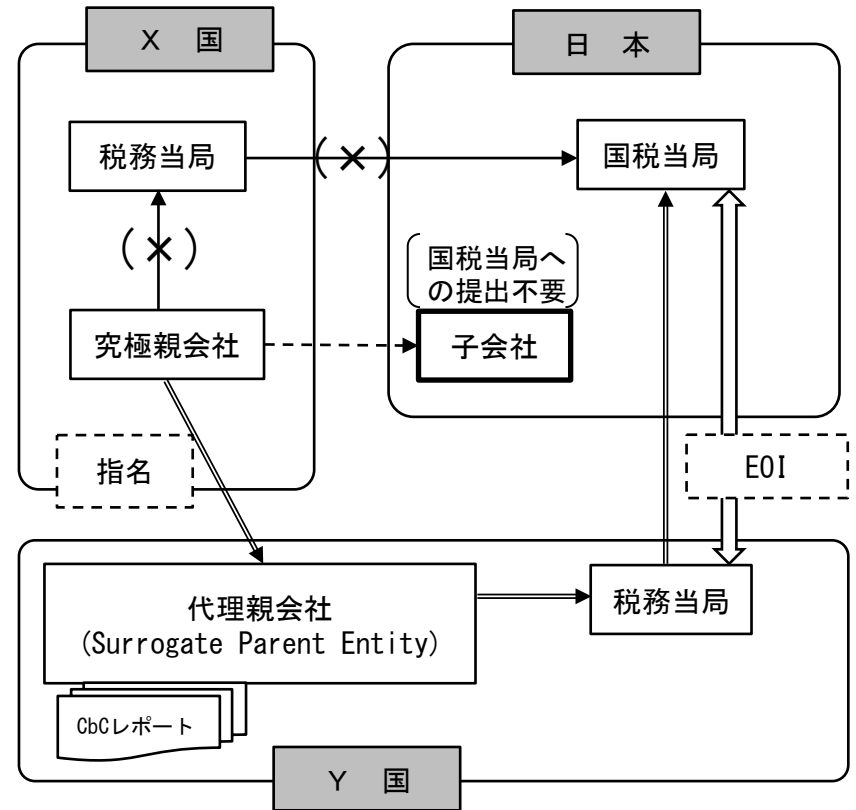 X 国
日 本
税務当局
(×)
国税当局
(×)
国税当局へ
の提出不要
究極親会社
子会社
指名
EOI
代理親会社
(Surrogate Parent Entity)
税務当局
CbCレポート
Y 国